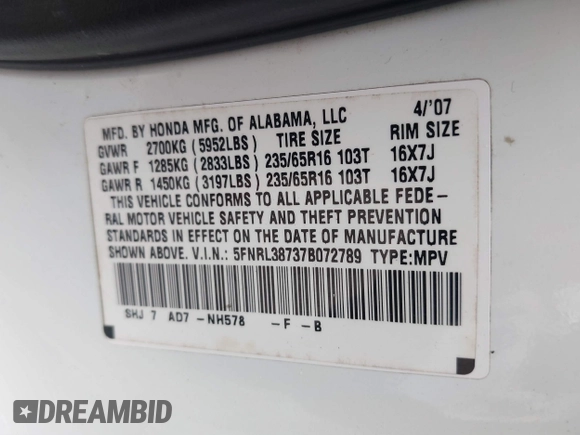 MFD. BY HONDA MFG. OF ALABAMA, LLC 4/'07
GVWR 2700KG (5952LBS) TIRE SIZE RIM SIZE
GAWR F 1285KG (2833LBS) 235/65R16 103T 16X7J
GAWR R 1450KG (3197LBS) 235/65R16 103T 16X7J
THIS VEHICLE CONFORMS TO ALL APPLICABLE FEDE-
RAL MOTOR VEHICLE SAFETY AND THEFT PREVENTION
STANDARDS IN EFFECT ON THE DATE OF MANUFACTURE
SHOWN ABOVE. V.I.N.: 5FNRL38737B072789 TYPE:MPV
SHJ 7 AD7 -NH578 -F -B
DREAMBID